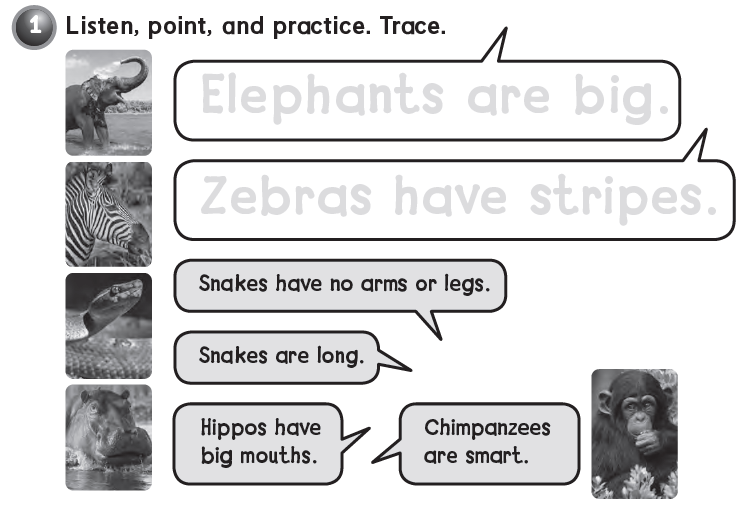 1 Listen, point, and practice. Trace.
Elephants are big.
Zebras have stripes.
Snakes have no arms or legs.
Snakes are long.
Hippos have
big mouths.
Chimpanzees
are smart.